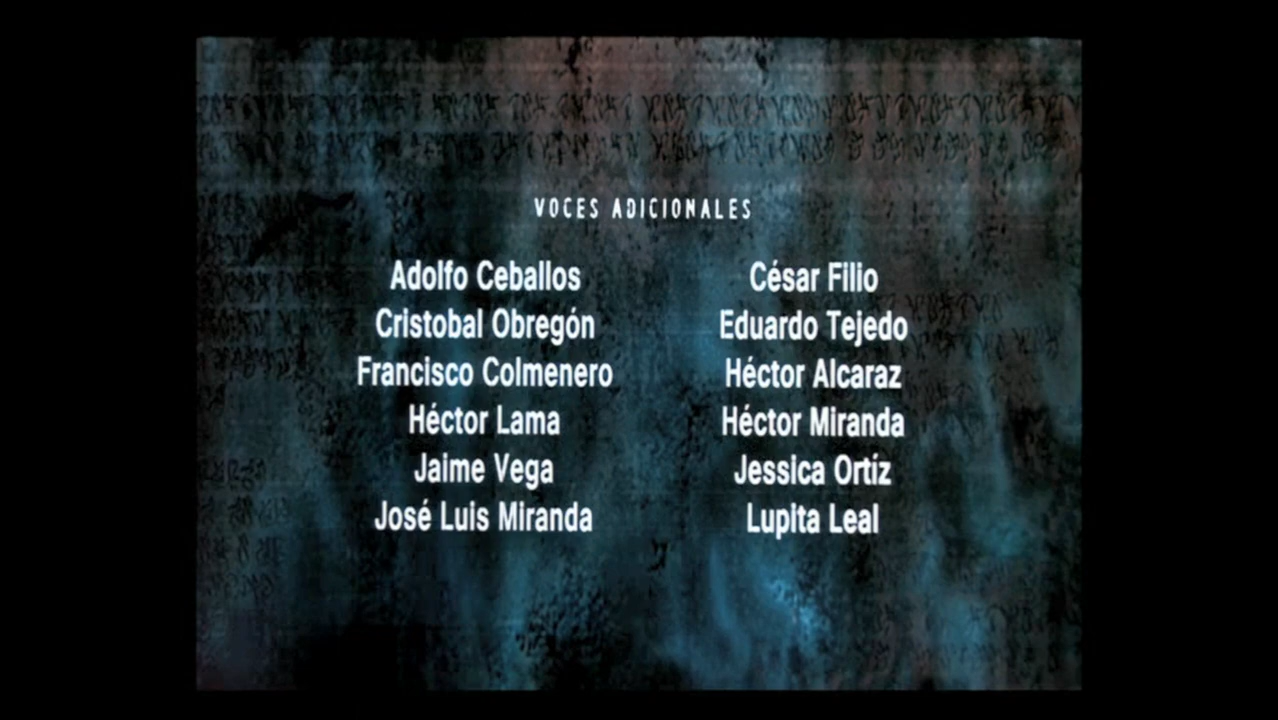 VOCES ADICIONALES
Adolfo Ceballos
César Filio
Cristobal Obregón
Eduardo Tejedo
Francisco Colmenero
Héctor Alcaraz
Héctor Lama
Héctor Miranda
Jaime Vega
Jessica Ortíz
José Luis Miranda
Lupita Leal